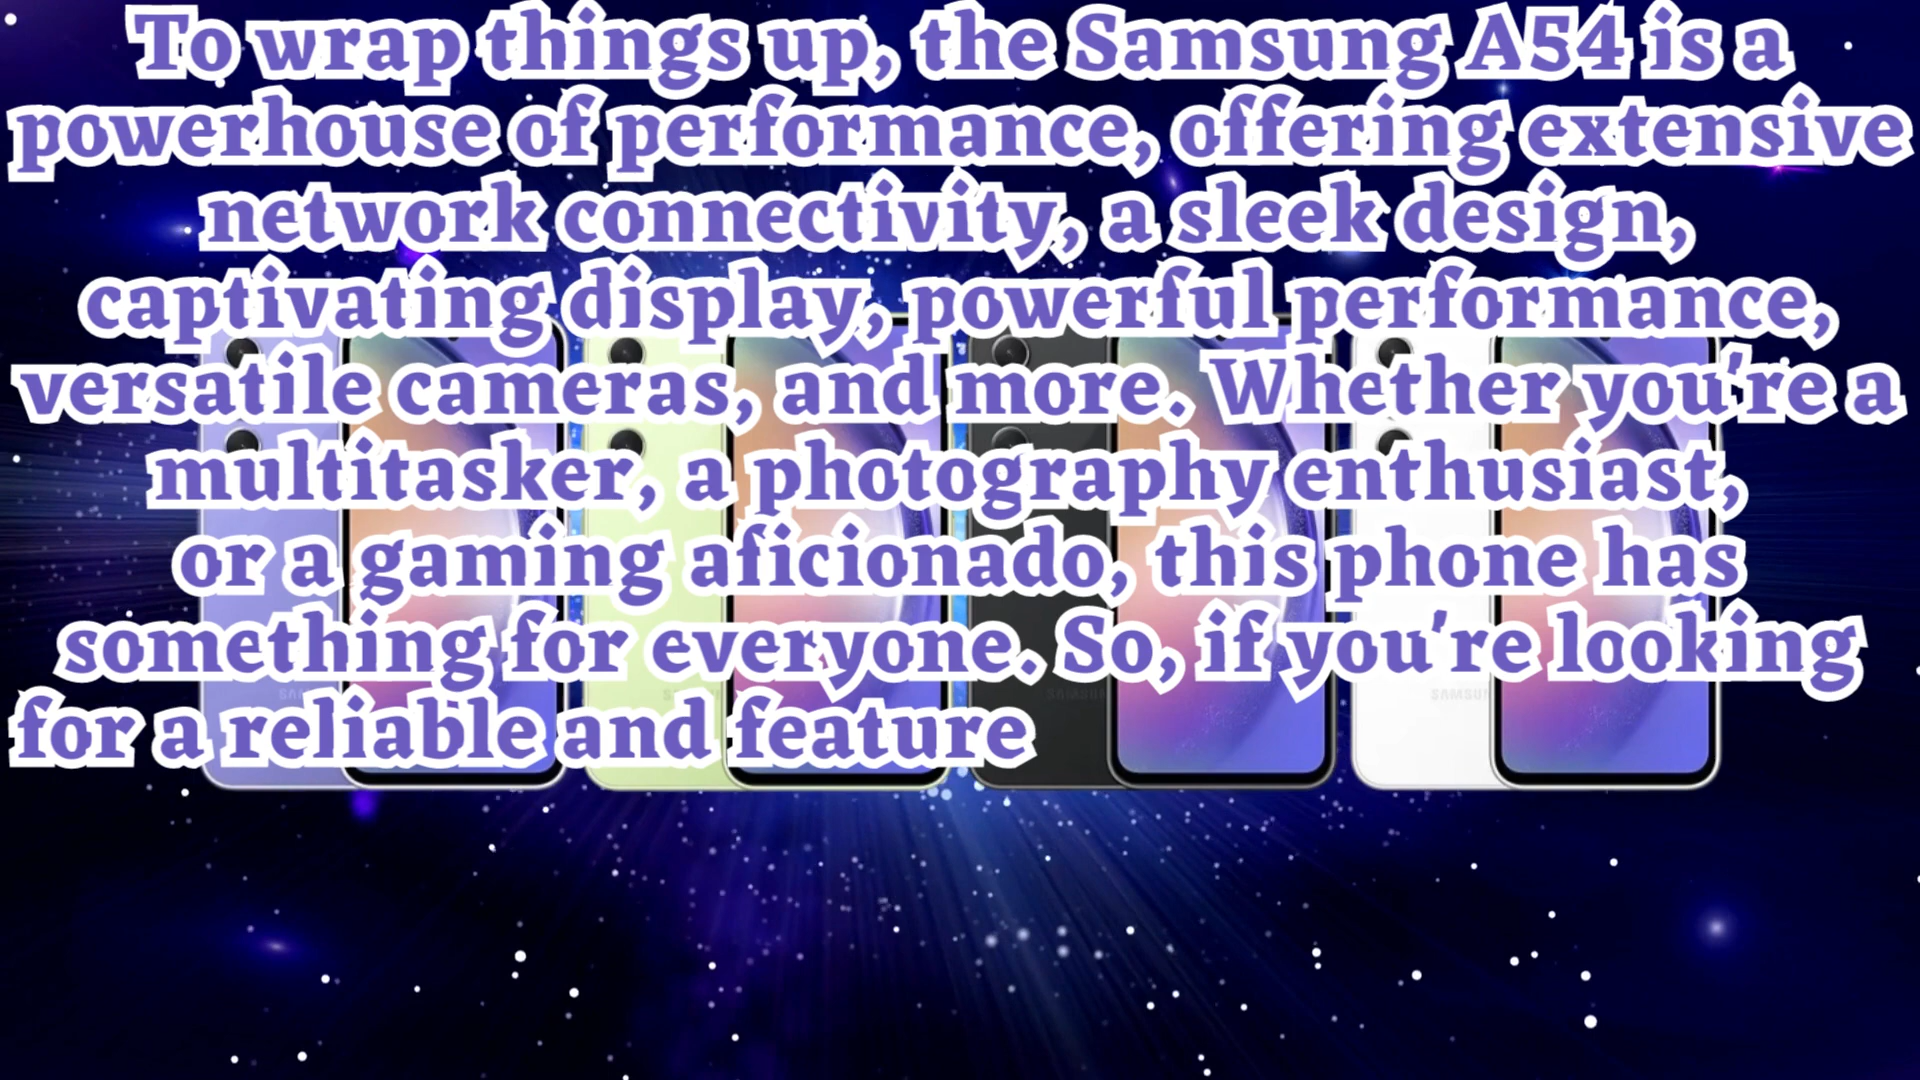 To wrap things up, the Samsung A54 is a
powerhouse of performance, offering extensive
network connectivity, a sleek design,
captivating display, powerful performance,
versatile cameras, and more. Whether you're a
multitasker, a photography enthusiast,
or a gaming aficionado, this phone has
something for everyone. So, if you're looking
for a reliable and feature